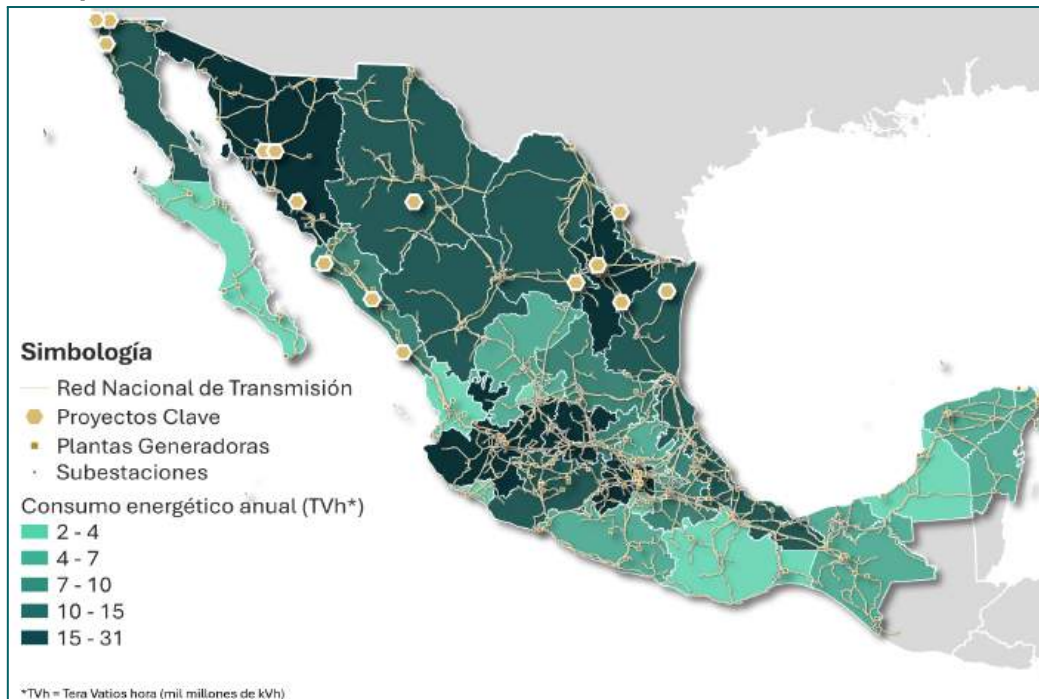 Simbología
Red Nacional de Transmisión
Proyectos Clave
Plantas Generadoras
Subestaciones
Consumo energético anual (TVh*)
2 - 4
4 - 7
7 - 10
10 - 15
15 - 31
*TVh = Tera Vatios hora (mil millones de kVh)